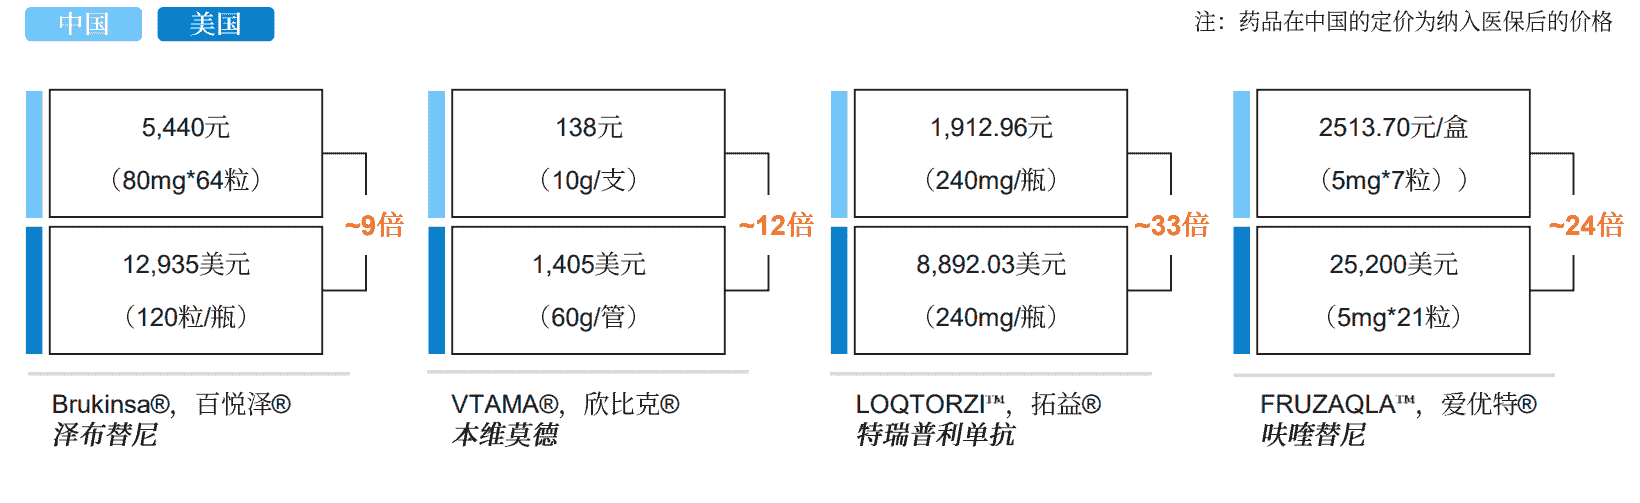 中国
美国
注：药品在中国的定价为纳入医保后的价格
5,440元
（80mg*64粒）
~9倍
12,935美元
（120粒/瓶）
Brukinsa®，百悦泽®
泽布替尼
138元
（10g/支）
~12倍
1,405美元
（60g/管）
VTAMA®，欣比克®
本维莫德
1,912.96元
（240mg/瓶）
~33倍
8,892.03美元
（240mg/瓶）
LOQTORZI™，拓益®
特瑞普利单抗
2513.70元/盒
（5mg*7粒））
~24倍
25,200美元
（5mg*21粒）
FRUZAQLA™，爱优特®
呋喹替尼